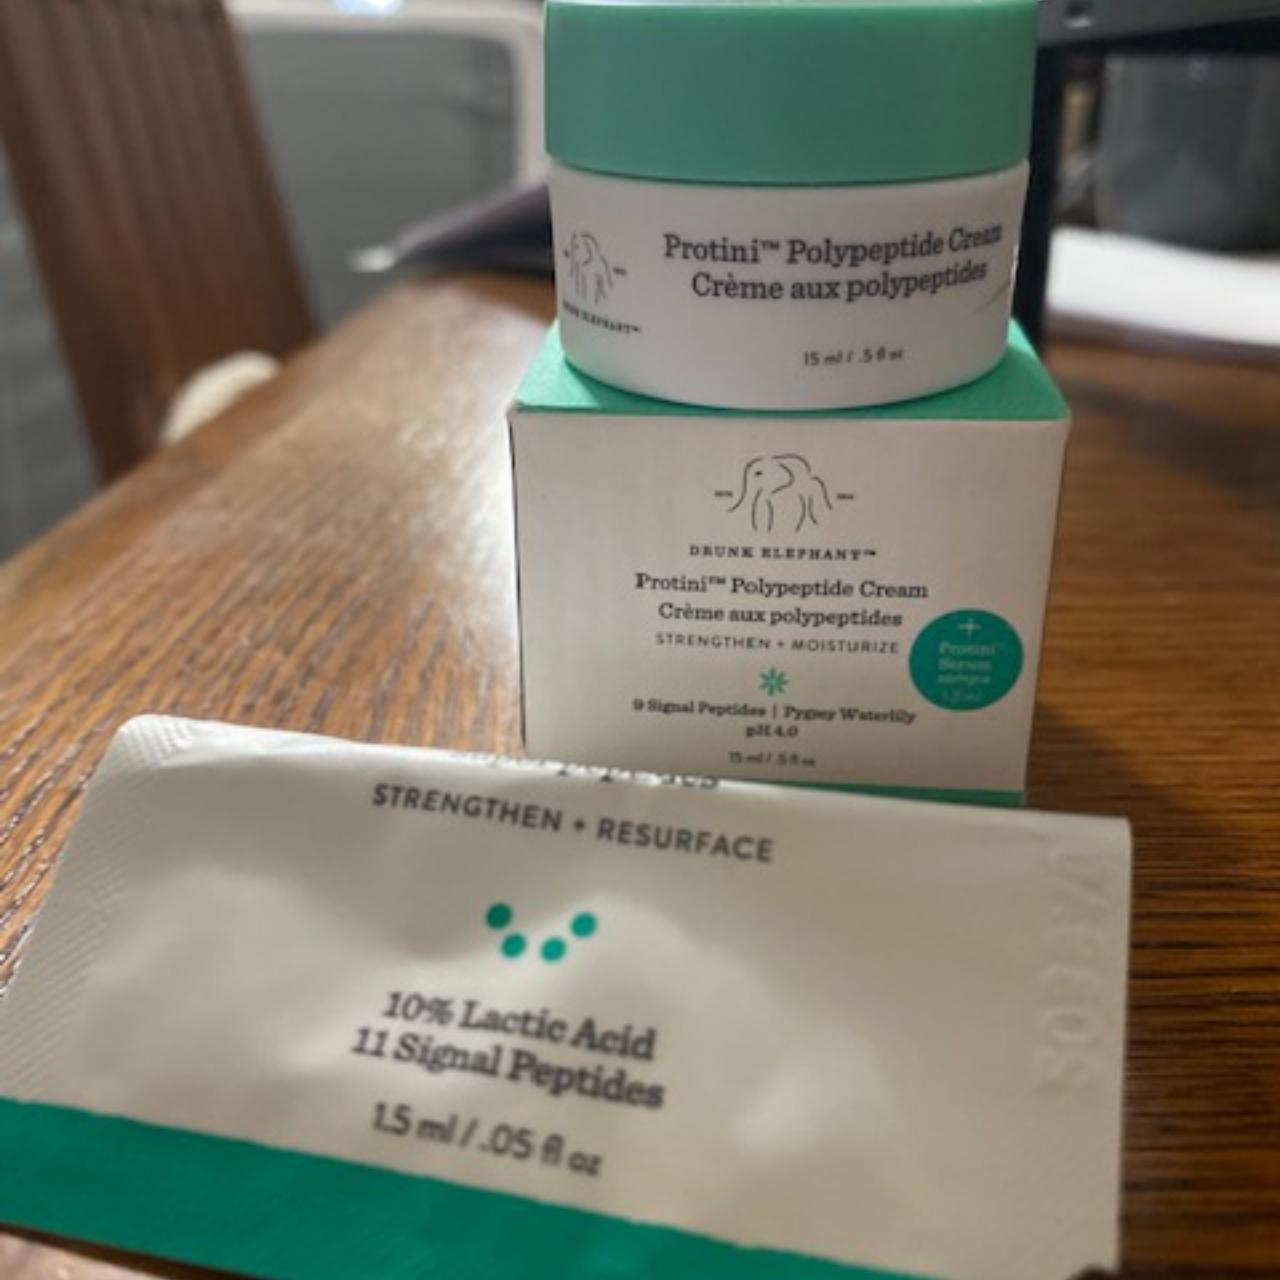 Protini™ Polypeptide Cream
Crème aux polypeptides
15 ml / .5 fl oz
DRUNK ELEPHANT™
Protini™ Polypeptide Cream
Crème aux polypeptides
STRENGTHEN + MOISTURIZE
9 Signal Peptides | Pygmy Waterlily
pH 4.0
15 ml / .5 fl oz
+
Protini™
Serum
STRENGTHEN + RESURFACE
10% Lactic Acid
11 Signal Peptides
1.5 ml / .05 fl oz